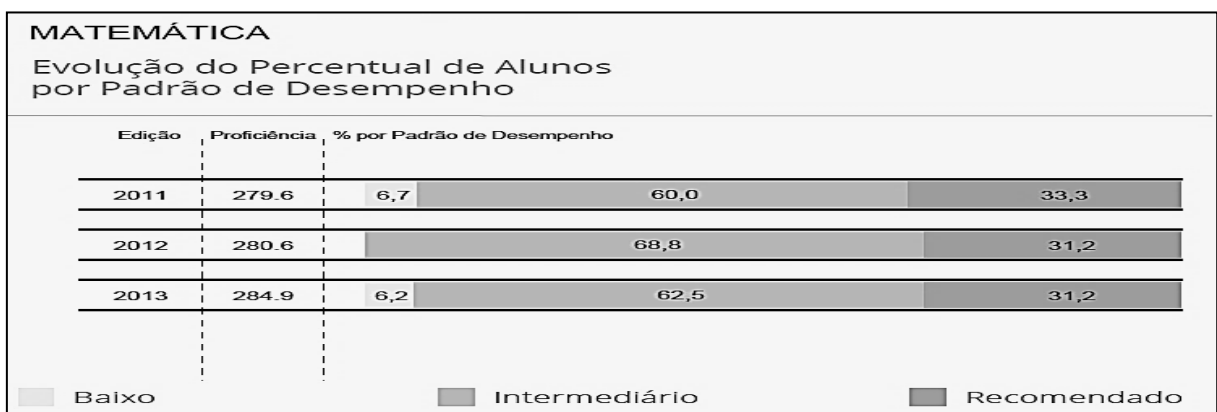 MATEMÁTICA
Evolução do Percentual de Alunos
por Padrão de Desempenho
Edição Proficiência % por Padrão de Desempenho
2011 279.6 6,7 60,0 33,3
2012 280.6 68,8 31,2
2013 284.9 6,2 62,5 31,2
Baixo Intermediário Recomendado